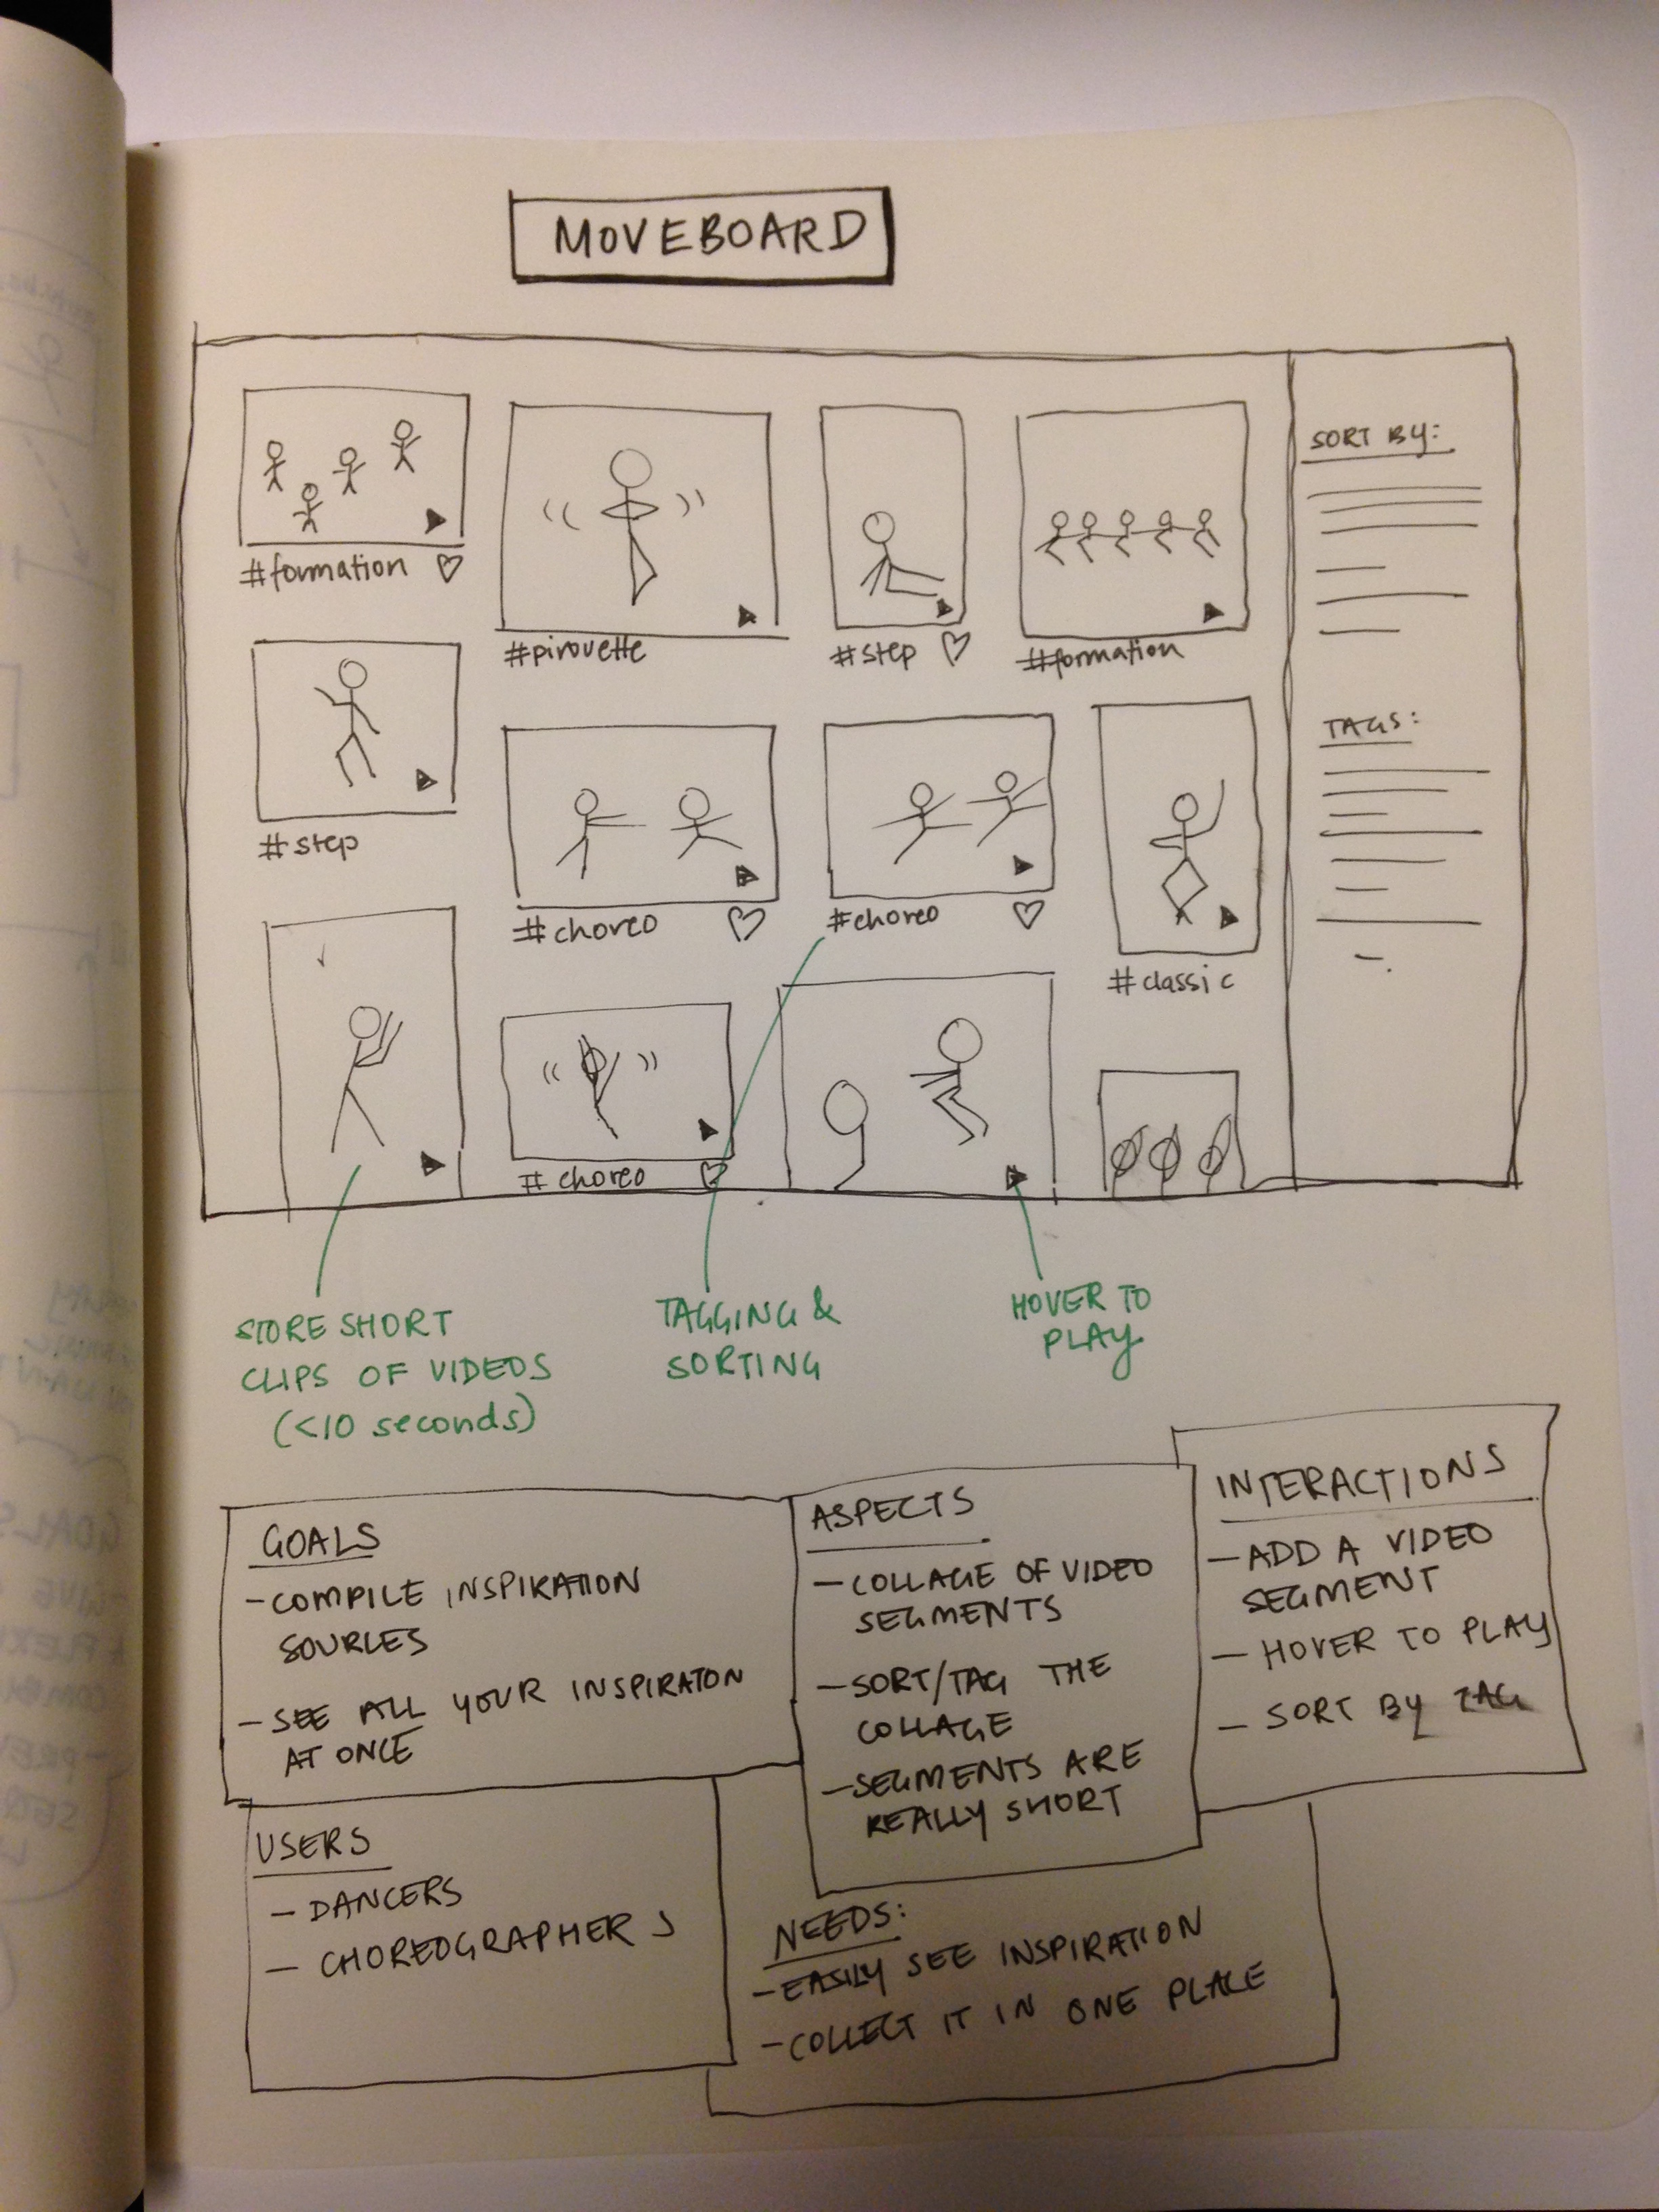 MOVEBOARD
#formation
#pirouette
#step
#formation
SORT BY:
#step
#choreo
#choreo
#classic
TAGS:
#choreo
STORE SHORT
CLIPS OF VIDEOS
(<10 seconds)
TAGGING &
SORTING
HOVER TO
PLAY
GOALS
- COMPILE INSPIRATION
SOURCES
- SEE ALL YOUR INSPIRATON
AT ONCE
USERS
- DANCERS
- CHOREOGRAPHERS
ASPECTS
- COLLAGE OF VIDEO
SEGMENTS
- SORT/TAG THE
COLLAGE
- SEGMENTS ARE
REALLY SHORT
NEEDS:
- EASILY SEE INSPIRATION
- COLLECT IT IN ONE PLACE
INTERACTIONS
- ADD A VIDEO
SEGMENT
- HOVER TO PLAY
- SORT BY TAG